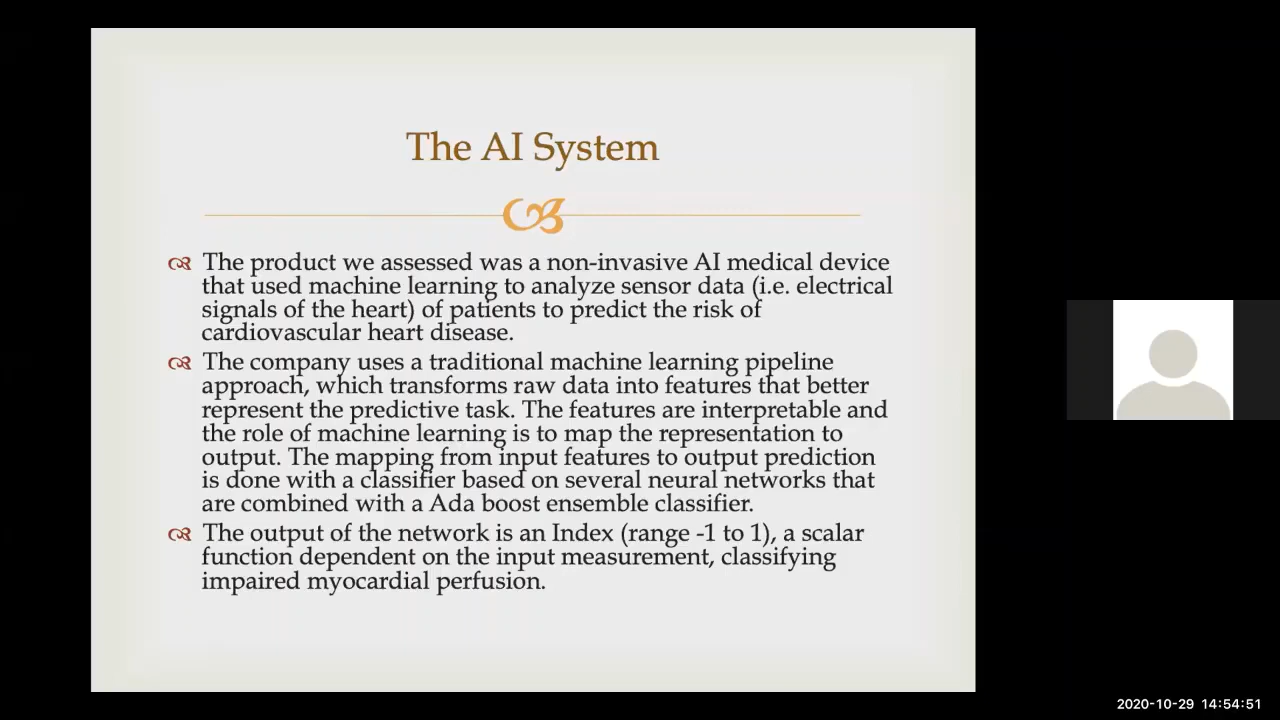 The AI System
The product we assessed was a non-invasive AI medical device
that used machine learning to analyze sensor data (i.e. electrical
signals of the heart) of patients to predict the risk of
cardiovascular heart disease.
The company uses a traditional machine learning pipeline
approach, which transforms raw data into features that better
represent the predictive task. The features are interpretable and
the role of machine learning is to map the representation to
output. The mapping from input features to output prediction
is done with a classifier based on several neural networks that
are combined with a Ada boost ensemble classifier.
The output of the network is an Index (range -1 to 1), a scalar
function dependent on the input measurement, classifying
impaired myocardial perfusion.
2020-10-29 14:54:51